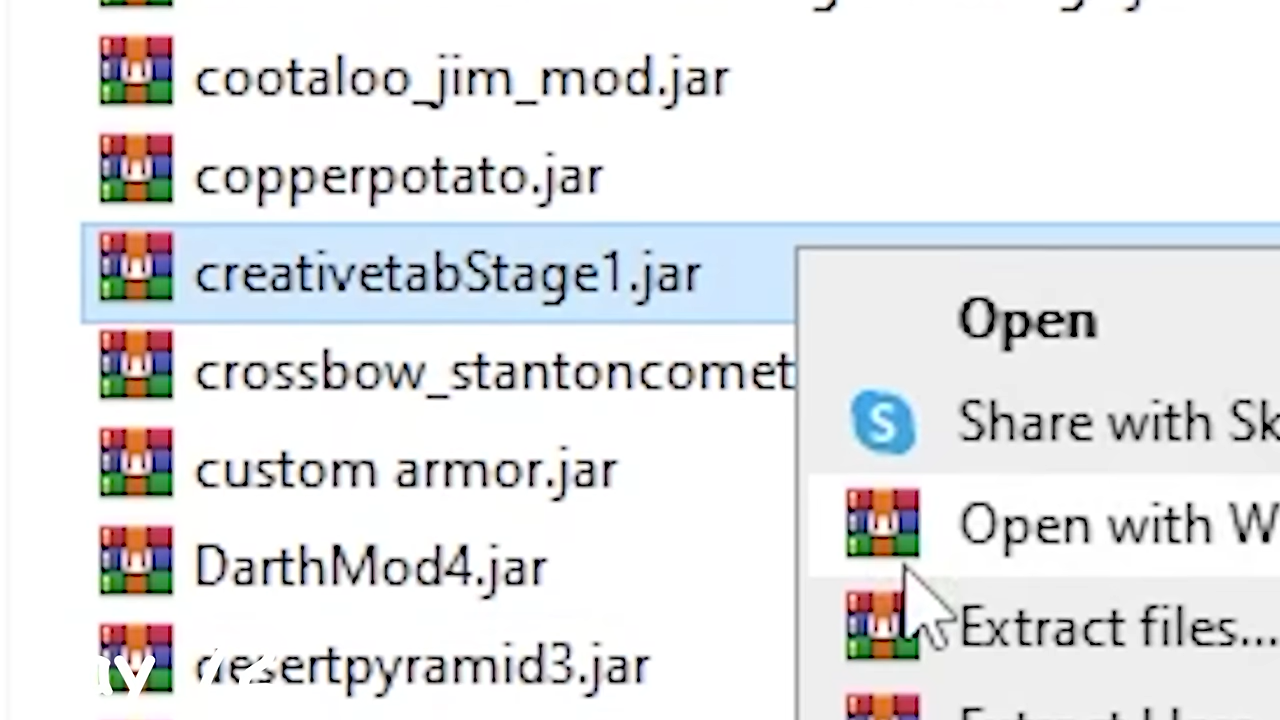 cootaloo_jim_mod.jar
copperpotato.jar
creativetabStage1.jar
crossbow_stantoncomet
custom armor.jar
DarthMod4.jar
desertpyramid3.jar
Open
S
Share with Sk
Open with W
Extract files...